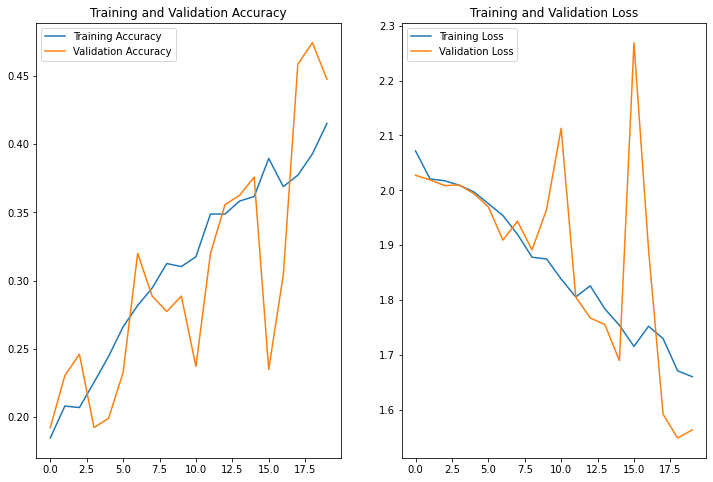 Training and Validation Accuracy
Training Accuracy
Validation Accuracy
0.45
0.40
0.35
0.30
0.25
0.20
0.0 2.5 5.0 7.5 10.0 12.5 15.0 17.5
Training and Validation Loss
Training Loss
Validation Loss
2.3
2.2
2.1
2.0
1.9
1.8
1.7
1.6
0.0 2.5 5.0 7.5 10.0 12.5 15.0 17.5